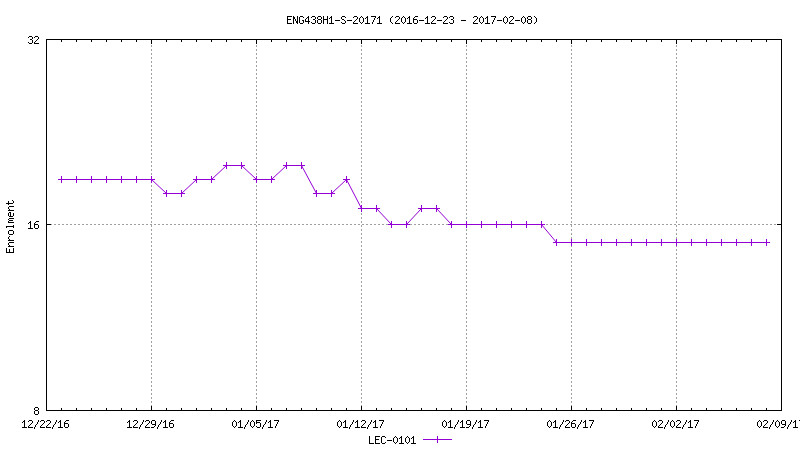 ENG438H1-S-20171 (2016-12-23 - 2017-02-08)
32
16
8
Enrolment
12/22/16 12/29/16 01/05/17 01/12/17 01/19/17 01/26/17 02/02/17 02/09/1
LEC-0101